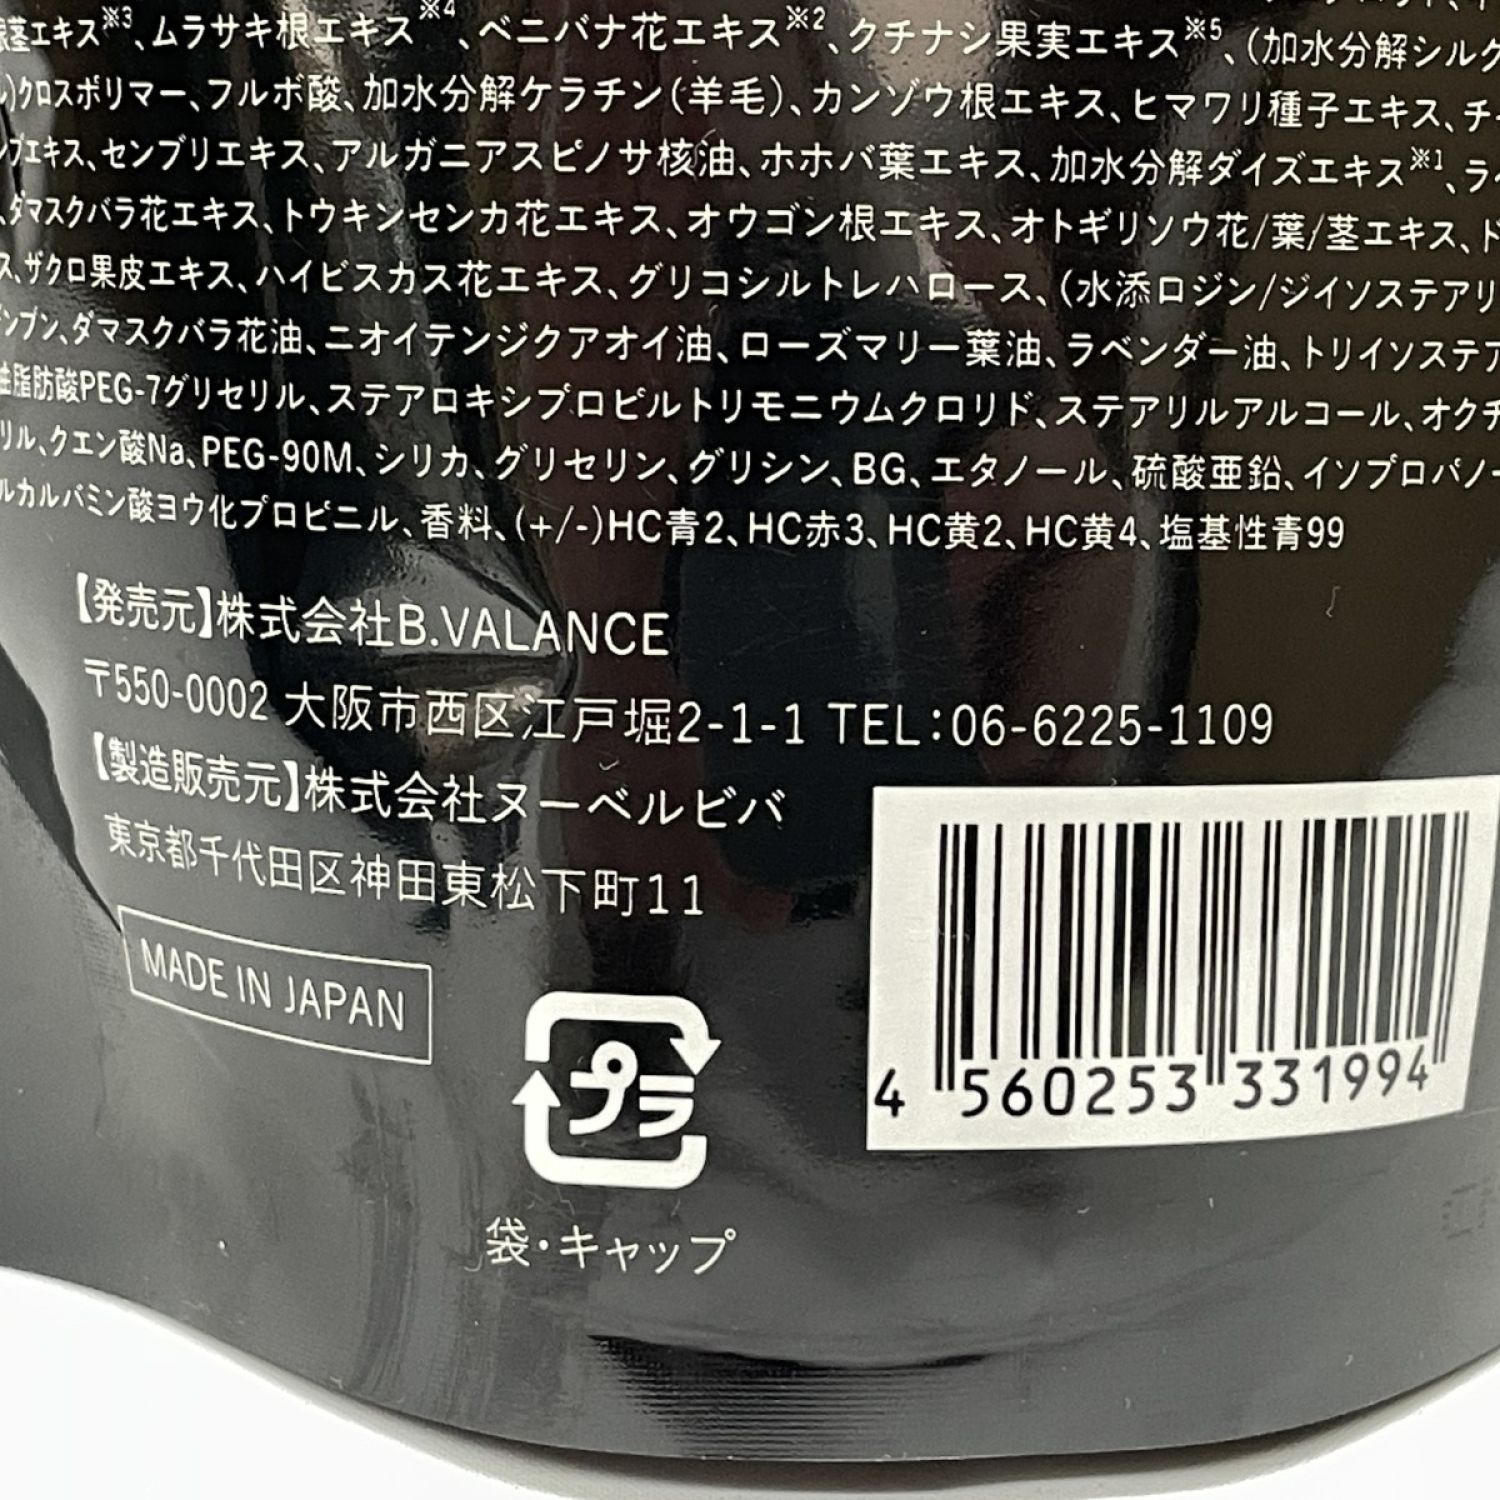 根茎エキス※3、ムラサキ根エキス※4、ベニバナ花エキス※2、クチナシ果実エキス※5、(加水分解シルク
)クロスポリマー、フルボ酸、加水分解ケラチン(羊毛)、カンゾウ根エキス、ヒマワリ種子エキス、チ
エキス、センブリエキス、アルガニアスピノサ核油、ホホバ葉エキス、加水分解ダイズエキス※1、ラ
、ダマスクバラ花エキス、トウキンセンカ花エキス、オウゴン根エキス、オトギリソウ花/葉/茎エキス、ド
ス、ザクロ果皮エキス、ハイビスカス花エキス、グリコシルトレハロース、(水添ロジン/ジイソステアリ
ンプン、ダマスクバラ花油、ニオイテンジクアオイ油、ローズマリー葉油、ラベンダー油、トリイソステア
性脂肪酸PEG-7グリセリル、ステアロキシプロピルトリモニウムクロリド、ステアリルアルコール、オクチ
リル、クエン酸Na、PEG-90M、シリカ、グリセリン、グリシン、BG、エタノール、硫酸亜鉛、イソプロパノー
ルカルバミン酸ヨウ化プロピニル、香料、(+/-)HC青2、HC赤3、HC黄2、HC黄4、塩基性青99
【発売元】株式会社B.VALANCE
〒550-0002 大阪市西区江戸堀2-1-1 TEL:06-6225-1109
【製造販売元】株式会社ヌーベルビバ
東京都千代田区神田東松下町11
MADE IN JAPAN
プラ
袋・キャップ
4 560253 331994